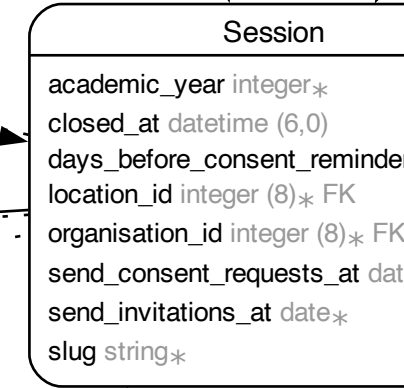 Session
academic_year integer∗
closed_at datetime (6,0)
days_before_consent_reminder
location_id integer (8)∗ FK
organisation_id integer (8)∗ FK
send_consent_requests_at dat
send_invitations_at date∗
slug string∗